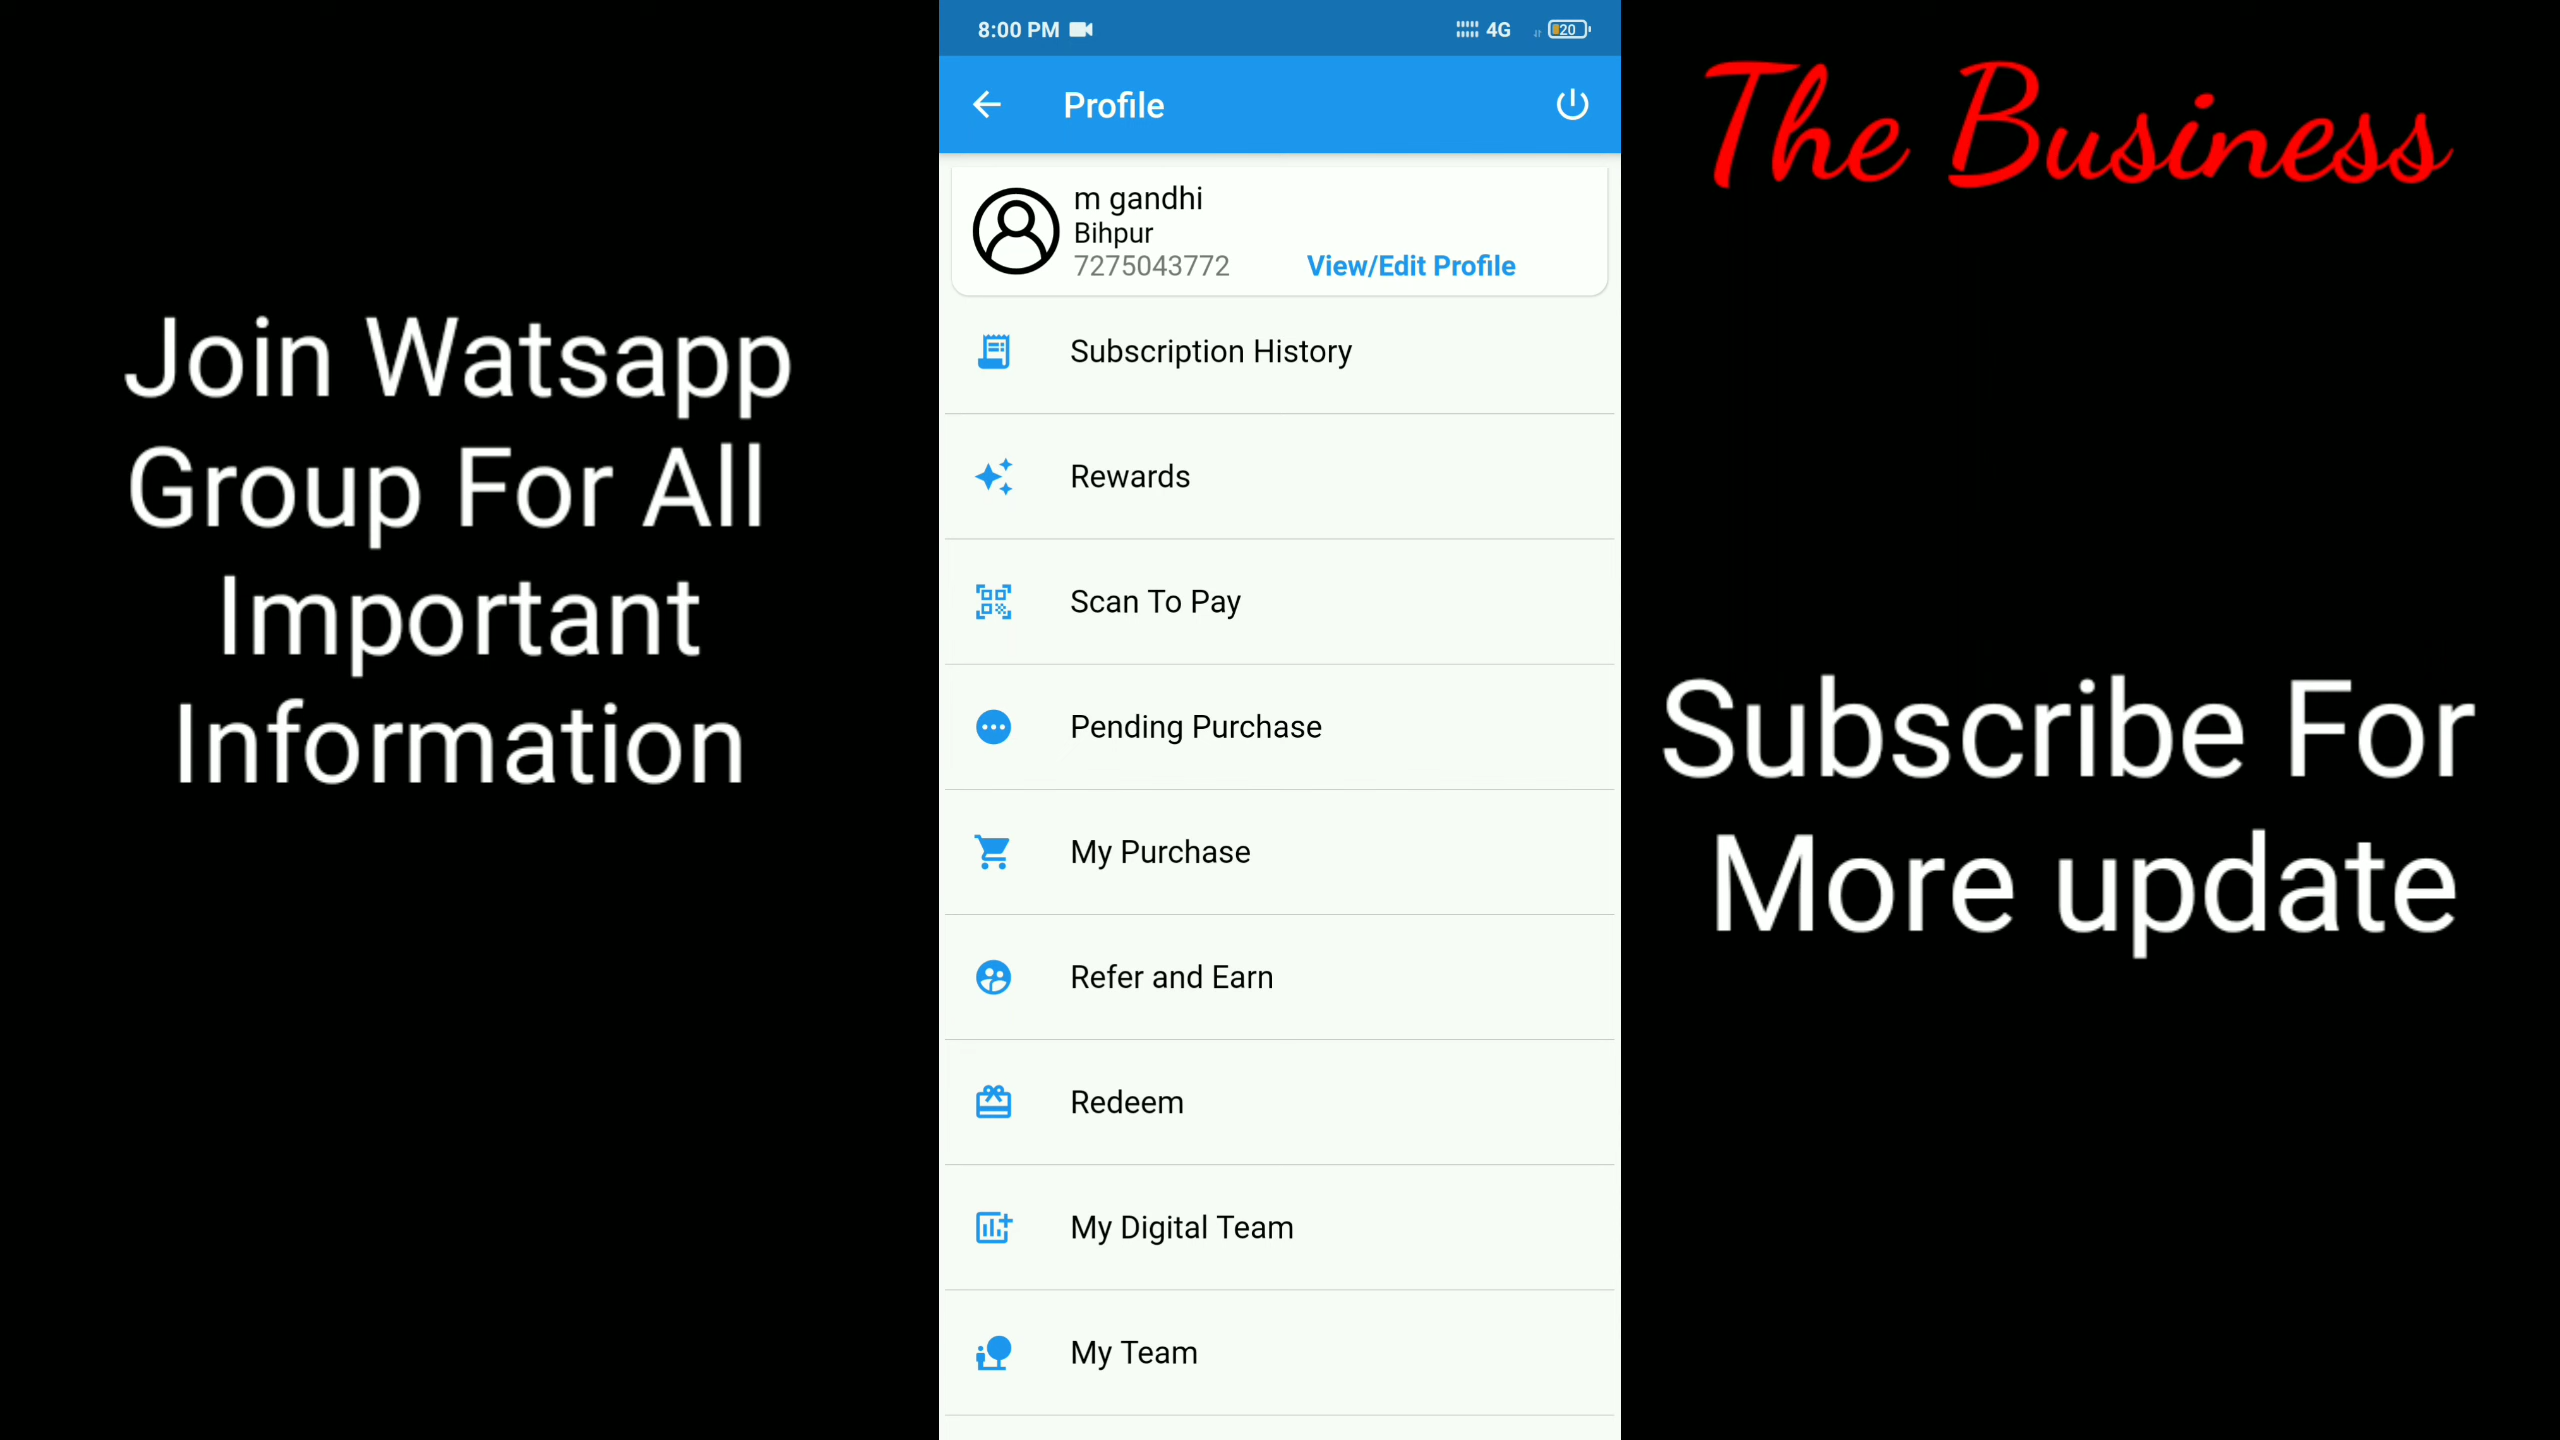 Join Watsapp
Group For All
Important
Information
8:00 PM
4G
20
Profile
m gandhi
Bihpur
7275043772
View/Edit Profile
Subscription History
Rewards
Scan To Pay
Pending Purchase
My Purchase
Refer and Earn
Redeem
My Digital Team
My Team
The Business
Subscribe For
More update